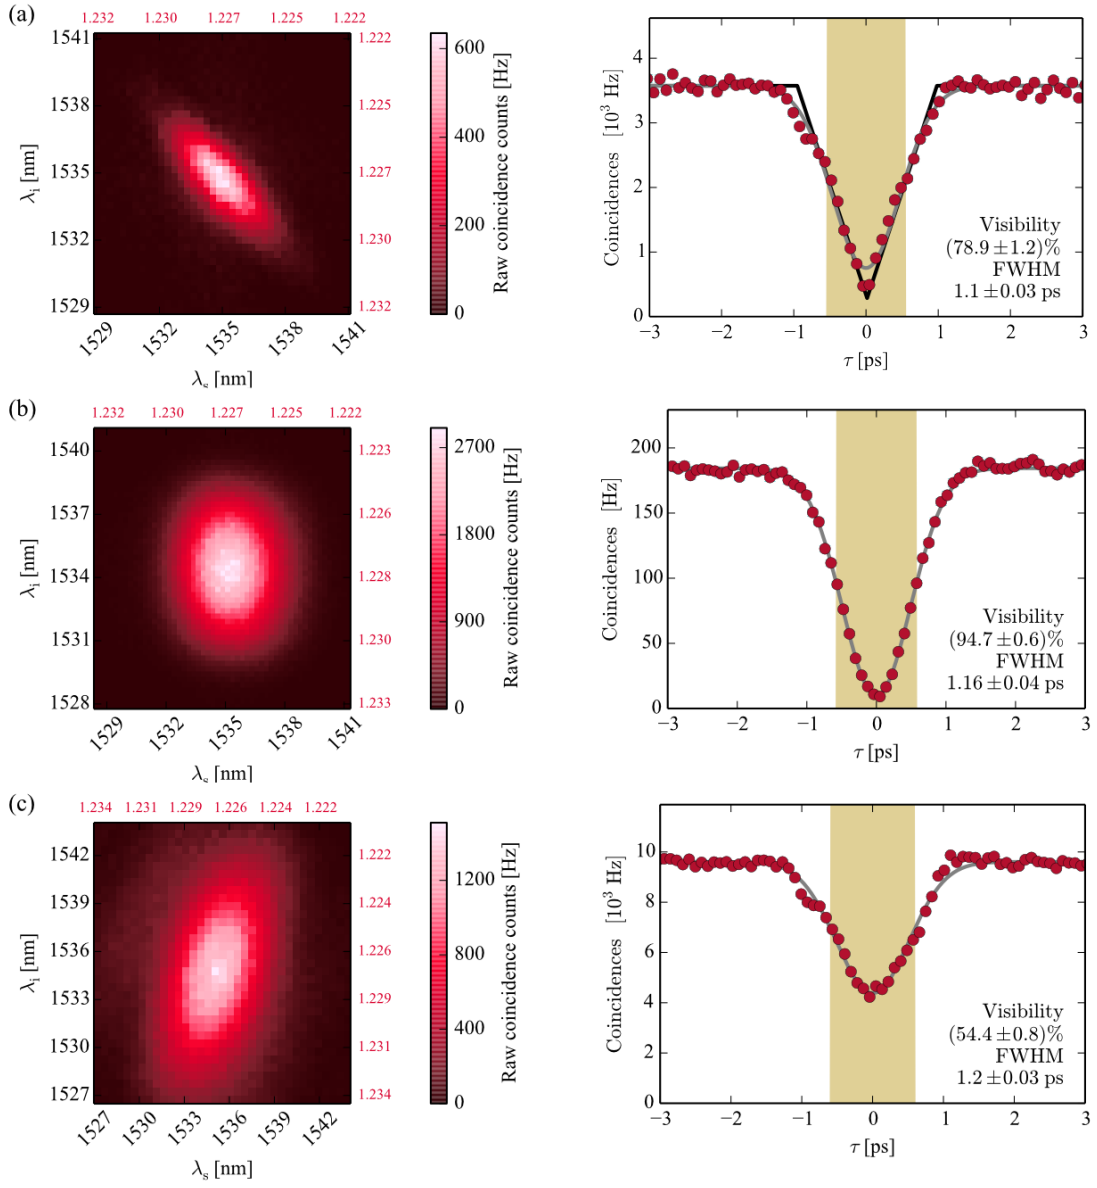 (a)
1.232 1.230 1.227 1.225 1.222
1541
1538
1535
1532
1529
λi [nm]
1.222
1.225
1.227
1.230
1.232
1529 1532 1535 1538 1541
λs [nm]
600
400
200
0
Raw coincidence counts [Hz]
4
3
2
1
0
Coincidences [10³ Hz]
Visibility
(78.9 ± 1.2)%
FWHM
1.1 ± 0.03 ps
−3 −2 −1 0 1 2 3
τ [ps]
(b)
1.232 1.230 1.227 1.225 1.222
1540
1537
1534
1531
1528
λi [nm]
1.223
1.226
1.228
1.230
1.233
1529 1532 1535 1538 1541
λs [nm]
2700
1800
900
0
Raw coincidence counts [Hz]
200
150
100
50
0
Coincidences [Hz]
Visibility
(94.7 ± 0.6)%
FWHM
1.16 ± 0.04 ps
−3 −2 −1 0 1 2 3
τ [ps]
(c)
1.234 1.231 1.229 1.226 1.224 1.222
1542
1539
1536
1533
1530
1527
λi [nm]
1.222
1.224
1.226
1.229
1.231
1.234
1527 1530 1533 1536 1539 1542
λs [nm]
1200
800
400
0
Raw coincidence counts [Hz]
10
8
6
4
2
0
Coincidences [10³ Hz]
Visibility
(54.4 ± 0.8)%
FWHM
1.2 ± 0.03 ps
−3 −2 −1 0 1 2 3
τ [ps]